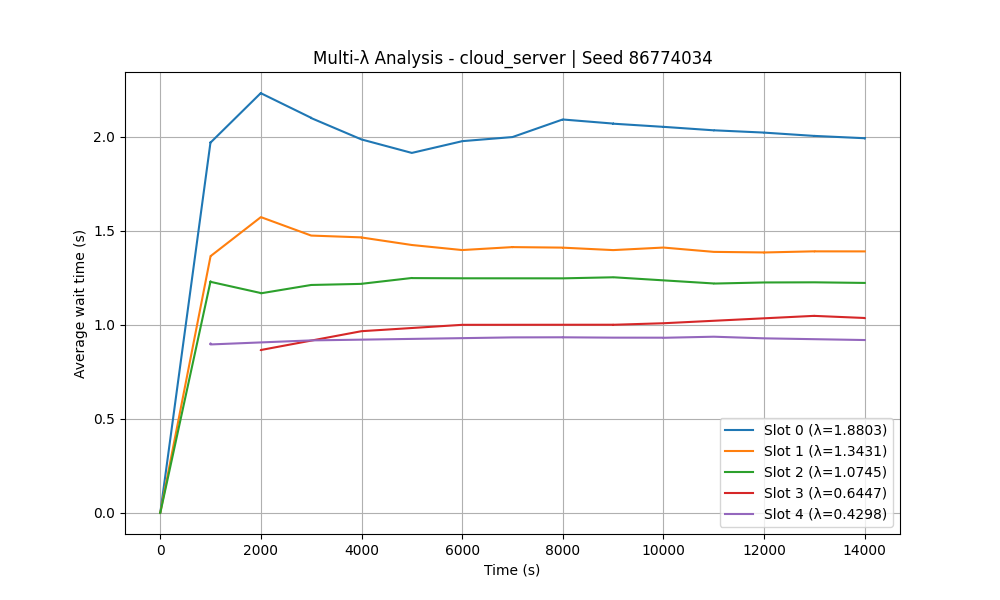 Multi-λ Analysis - cloud_server | Seed 86774034
Average wait time (s)
2.0
1.5
1.0
0.5
0.0
Slot 0 (λ=1.8803)
Slot 1 (λ=1.3431)
Slot 2 (λ=1.0745)
Slot 3 (λ=0.6447)
Slot 4 (λ=0.4298)
0 2000 4000 6000 8000 10000 12000 14000
Time (s)